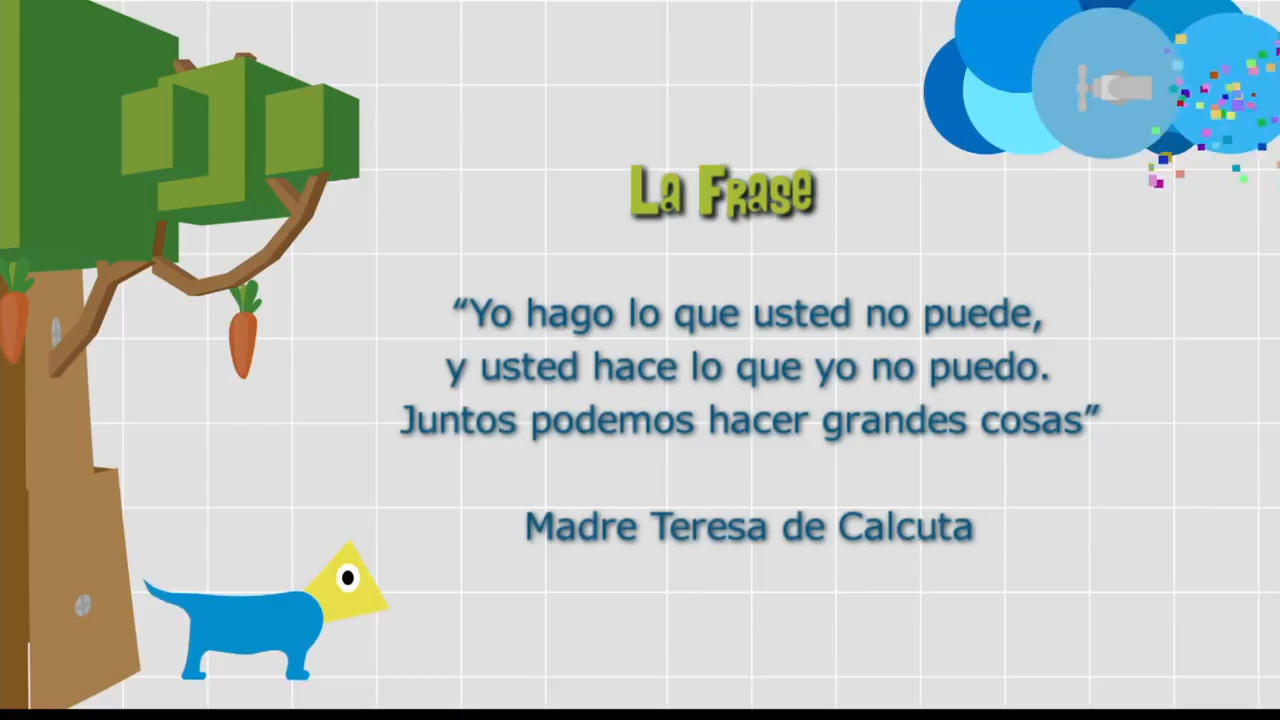 La Frase
“Yo hago lo que usted no puede,
y usted hace lo que yo no puedo.
Juntos podemos hacer grandes cosas”
Madre Teresa de Calcuta